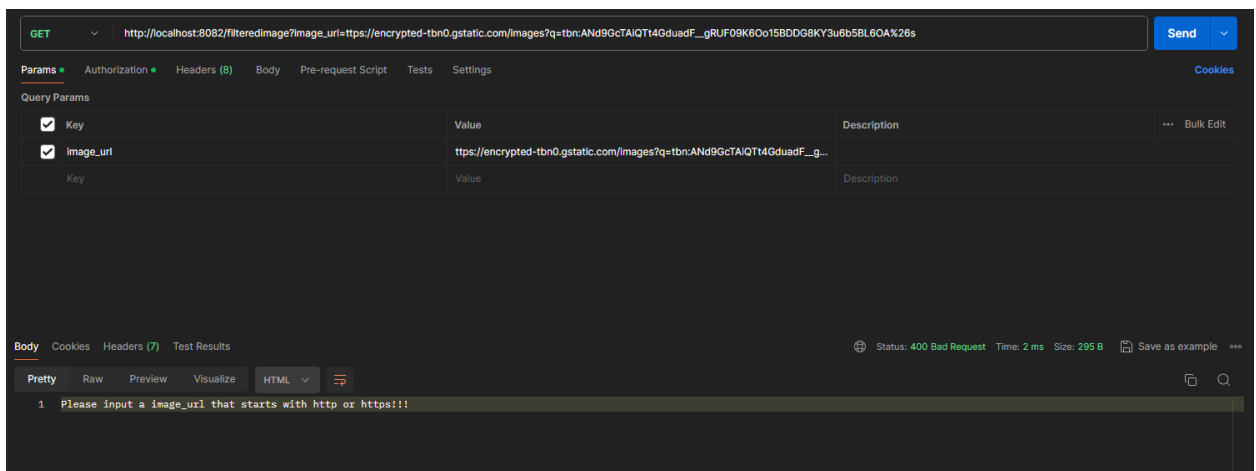 GET http://localhost:8082/filteredimage?image_url=ttps://encrypted-tbn0.gstatic.com/images?q=tbn:ANd9GcTAiQTt4GduadF__gRUF09K6Oo15BDDG8KY3u6b5BL6OA%26s Send
Params Authorization Headers (8) Body Pre-request Script Tests Settings Cookies
Query Params
Key Value Description ••• Bulk Edit
image_url ttps://encrypted-tbn0.gstatic.com/images?q=tbn:ANd9GcTAiQTt4GduadF__g...
Key Value Description
Body Cookies Headers (7) Test Results Status: 400 Bad Request Time: 2 ms Size: 295 B Save as example
Pretty Raw Preview Visualize HTML
1 Please input a image_url that starts with http or https!!!